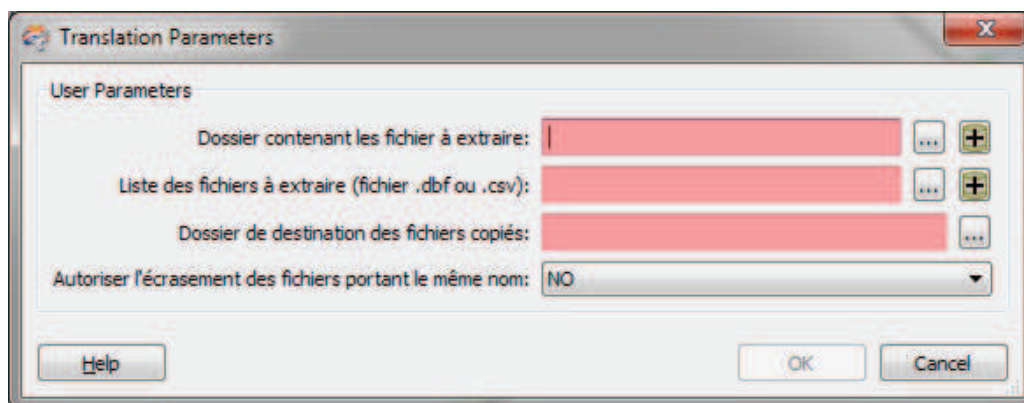 Translation Parameters
User Parameters
Dossier contenant les fichier à extraire:
Liste des fichiers à extraire (fichier .dbf ou .csv):
Dossier de destination des fichiers copiés:
Autoriser l'écrasement des fichiers portant le même nom: NO
Help OK Cancel